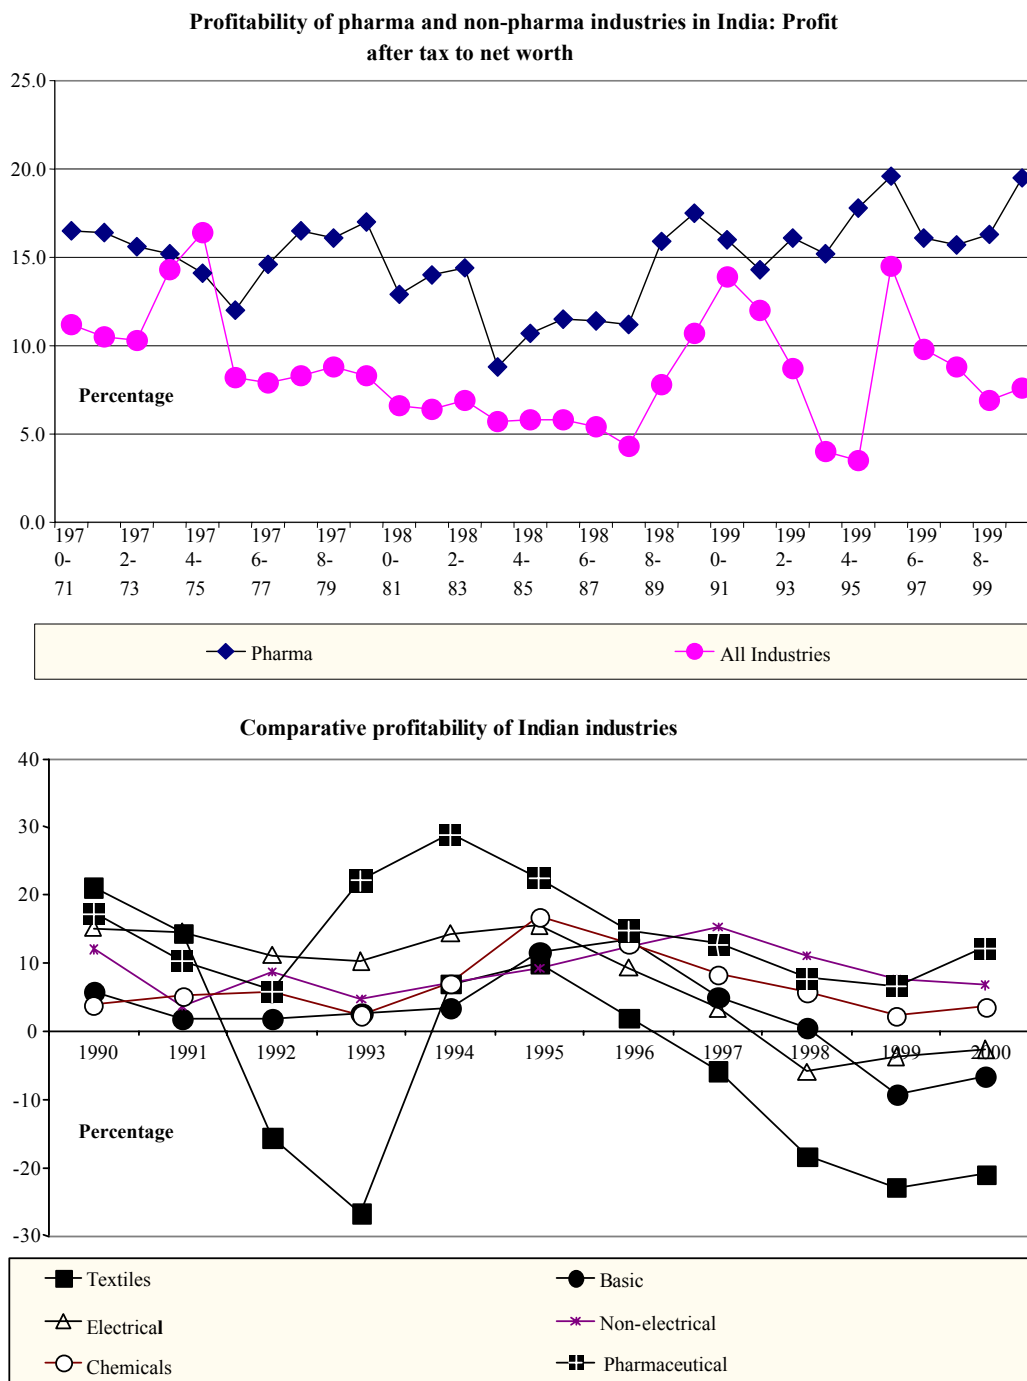 Profitability of pharma and non-pharma industries in India: Profit
after tax to net worth
25.0
20.0
15.0
10.0
5.0
0.0
Percentage
197 197 197 197 197 198 198 198 198 198 199 199 199 199 199
0- 2- 4- 6- 8- 0- 2- 4- 6- 8- 0- 2- 4- 6- 8-
71 73 75 77 79 81 83 85 87 89 91 93 95 97 99
Pharma All Industries
Comparative profitability of Indian industries
40
30
20
10
0
-10
-20
-30
1990 1991 1992 1993 1994 1995 1996 1997 1998 1999 2000
Percentage
Textiles Basic
Electrical Non-electrical
Chemicals Pharmaceutical